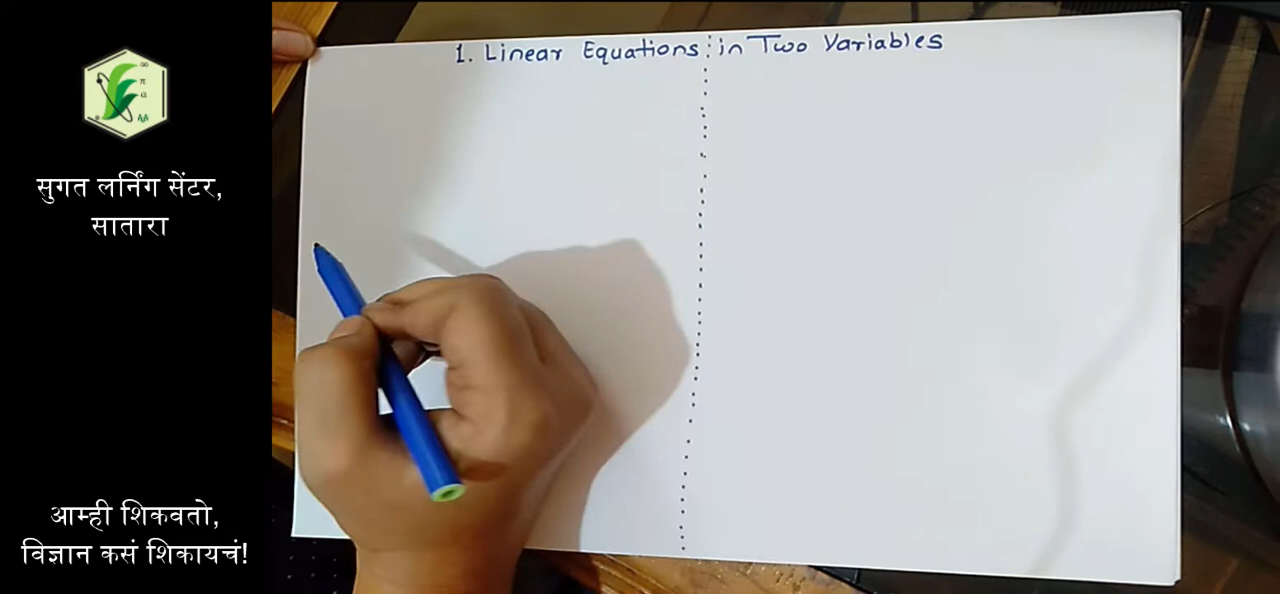 1. Linear Equations in Two Variables
∞
π
α
सुगत लर्निंग सेंटर,
सातारा
आम्ही शिकवतो,
विज्ञान कसं शिकायचं!